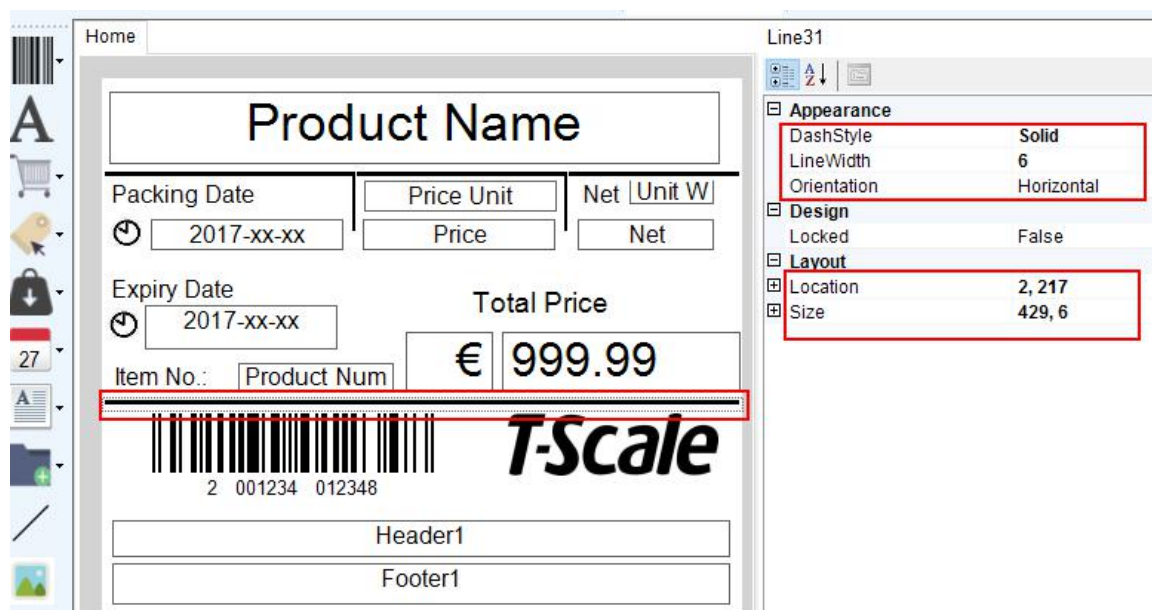 Home
Line31
A
Z
Appearance
DashStyle Solid
LineWidth 6
Orientation Horizontal
Design
Locked False
Layout
Location 2, 217
Size 429, 6
A
27
A
Product Name
Packing Date
Price Unit
Net Unit W
2017-xx-xx
Price
Net
Expiry Date
Total Price
2017-xx-xx
€ 999.99
Item No.: Product Num
T-Scale
2 001234 012348
Header1
Footer1